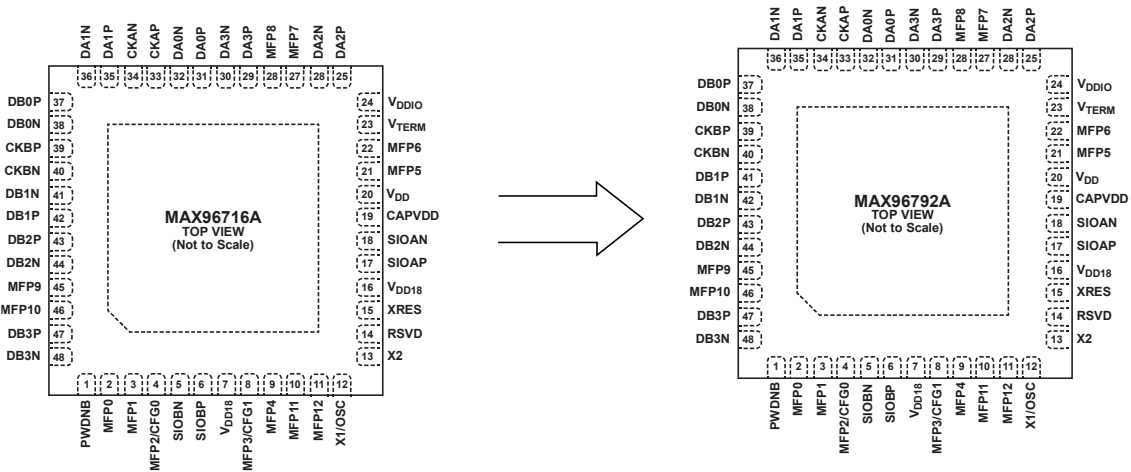 DA1N DA1P CKAN CKAP DA0N DA0P DA3N DA3P MFP8 MFP7 DA2N DA2P
36 35 34 33 32 31 30 29 28 27 28 25
DB0P 37
DB0N 38
CKBP 39
CKBN 40
DB1N 41
DB1P 42
DB2P 43
DB2N 44
MFP9 45
MFP10 46
DB3P 47
DB3N 48
MAX96716A
TOP VIEW
(Not to Scale)
24 VDDIO
23 VTERM
22 MFP6
21 MFP5
20 VDD
19 CAPVDD
18 SIOAN
17 SIOAP
16 VDD18
15 XRES
14 RSVD
13 X2
1 2 3 4 5 6 7 8 9 10 11 12
PWDNB MFP0 MFP1 MFP2/CFG0 SIOBN SIOBP VDD18 MFP3/CFG1 MFP4 MFP11 MFP12 X1/OSC
DA1N DA1P CKAN CKAP DA0N DA0P DA3N DA3P MFP8 MFP7 DA2N DA2P
36 35 34 33 32 31 30 29 28 27 28 25
DB0P 37
DB0N 38
CKBP 39
CKBN 40
DB1P 41
DB1N 42
DB2P 43
DB2N 44
MFP9 45
MFP10 46
DB3P 47
DB3N 48
MAX96792A
TOP VIEW
(Not to Scale)
24 VDDIO
23 VTERM
22 MFP6
21 MFP5
20 VDD
19 CAPVDD
18 SIOAN
17 SIOAP
16 VDD18
15 XRES
14 RSVD
13 X2
1 2 3 4 5 6 7 8 9 10 11 12
PWDNB MFP0 MFP1 MFP2/CFG0 SIOBN SIOBP VDD18 MFP3/CFG1 MFP4 MFP11 MFP12 X1/OSC